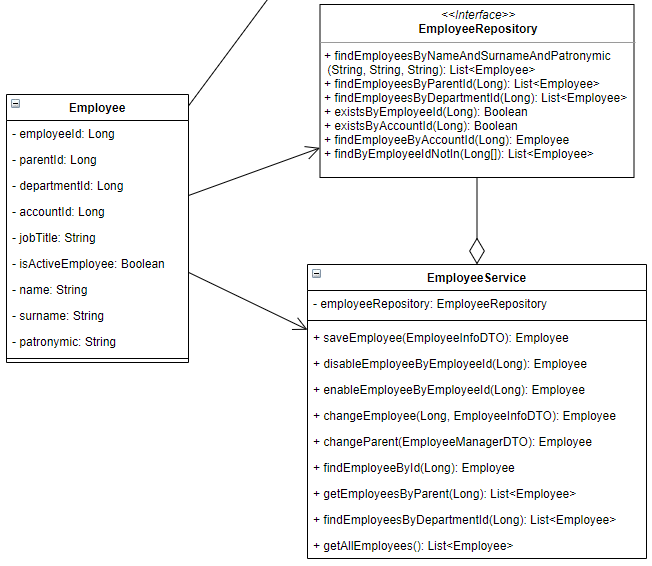 <<Interface>>
EmployeeRepository
+ findEmployeesByNameAndSurnameAndPatronymic
(String, String, String): List<Employee>
+ findEmployeesByParentId(Long): List<Employee>
+ findEmployeesByDepartmentId(Long): List<Employee>
+ existsByEmployeeId(Long): Boolean
+ existsByAccountId(Long): Boolean
+ findEmployeeByAccountId(Long): Employee
+ findByEmployeeIdNotIn(Long[]): List<Employee>
Employee
- employeeId: Long
- parentId: Long
- departmentId: Long
- accountId: Long
- jobTitle: String
- isActiveEmployee: Boolean
- name: String
- surname: String
- patronymic: String
EmployeeService
- employeeRepository: EmployeeRepository
+ saveEmployee(EmployeeInfoDTO): Employee
+ disableEmployeeByEmployeeId(Long): Employee
+ enableEmployeeByEmployeeId(Long): Employee
+ changeEmployee(Long, EmployeeInfoDTO): Employee
+ changeParent(EmployeeManagerDTO): Employee
+ findEmployeeById(Long): Employee
+ getEmployeesByParent(Long): List<Employee>
+ findEmployeesByDepartmentId(Long): List<Employee>
+ getAllEmployees(): List<Employee>